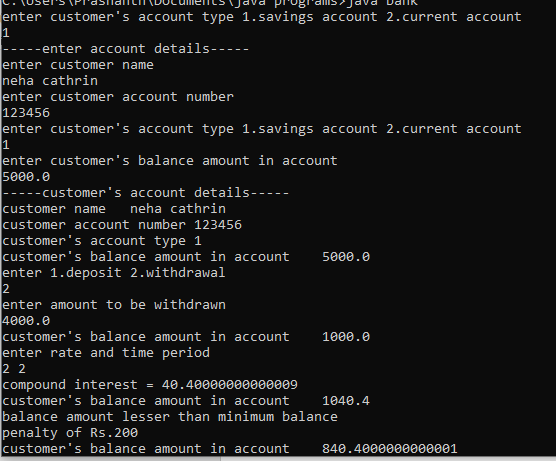 C:\Users\Prashanth\Documents\java programs>java bank
enter customer's account type 1.savings account 2.current account
1
-----enter account details-----
enter customer name
neha cathrin
enter customer account number
123456
enter customer's account type 1.savings account 2.current account
1
enter customer's balance amount in account
5000.0
-----customer's account details-----
customer name   neha cathrin
customer account number 123456
customer's account type 1
customer's balance amount in account    5000.0
enter 1.deposit 2.withdrawal
2
enter amount to be withdrawn
4000.0
customer's balance amount in account    1000.0
enter rate and time period
2 2
compound interest = 40.40000000000009
customer's balance amount in account    1040.4
balance amount lesser than minimum balance
penalty of Rs.200
customer's balance amount in account    840.4000000000001